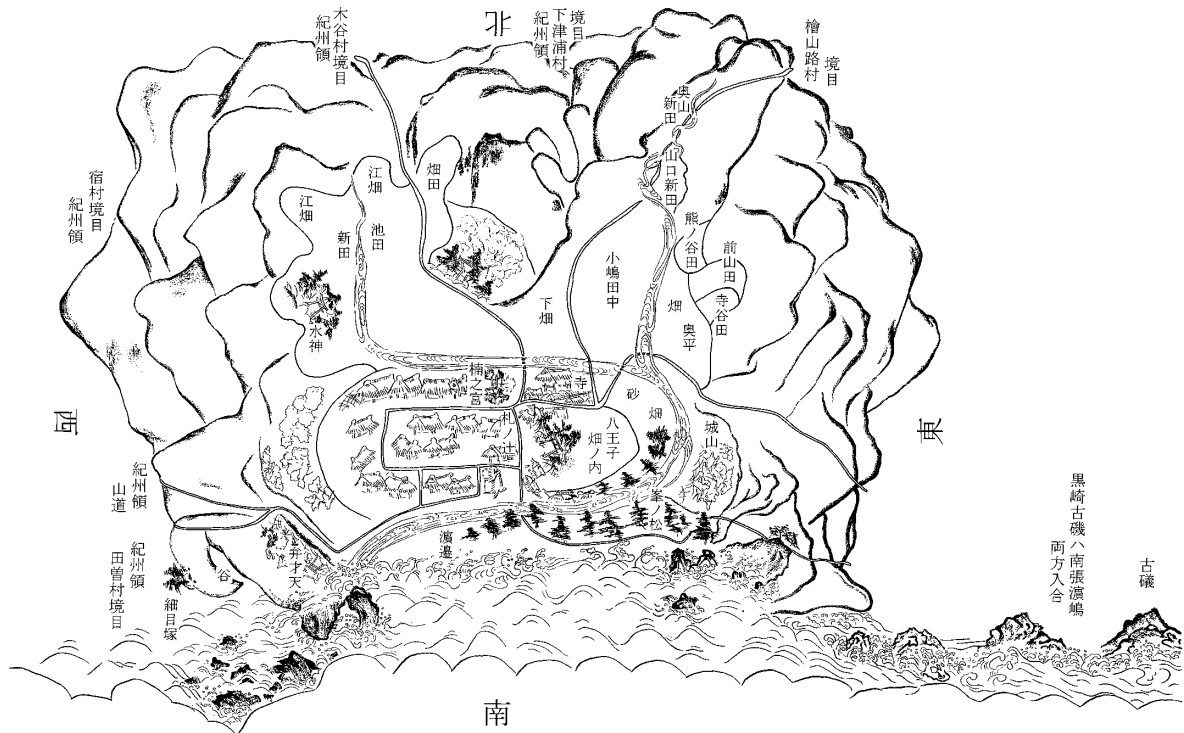 北
檜山路村
境目
境目
下津浦村
紀州領
木谷村境目
紀州領
宿村境目
紀州領
奥山
新田
山口新田
熊ノ谷田
前山田
寺谷田
畑
奥平
小嶋田中
下畑
畑田
江畑
江畑
池田
新田
水神
楠之宮
寺
札ノ辻
砂
畑
八王子
畑ノ内
城山
峯ノ松
濵邉
弁才天
谷
細目塚
西
東
紀州領
山道
紀州領
田曽村境目
古礒
黒崎古磯ハ南張濵嶋
両方入合
南